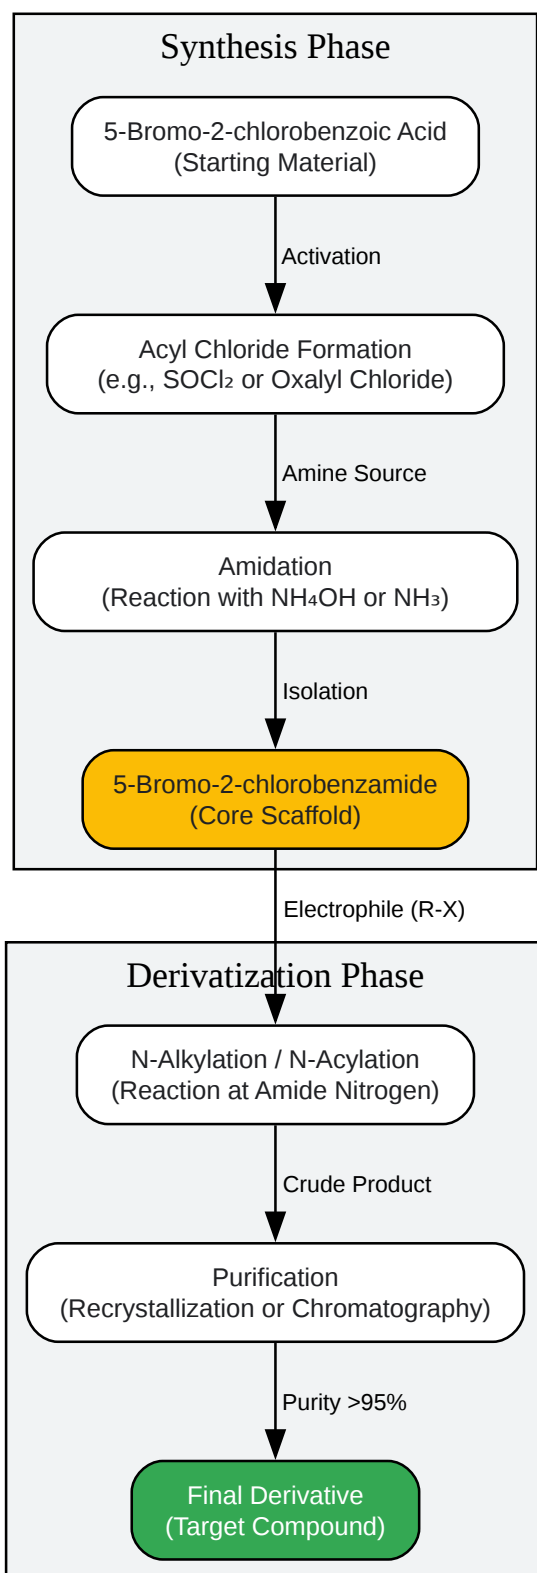 Synthesis Phase
5-Bromo-2-chlorobenzoic Acid
(Starting Material)
Activation
Acyl Chloride Formation
(e.g., SOCl₂ or Oxalyl Chloride)
Amine Source
Amidation
(Reaction with NH₄OH or NH₃)
Isolation
5-Bromo-2-chlorobenzamide
(Core Scaffold)
Electrophile (R-X)
Derivatization Phase
N-Alkylation / N-Acylation
(Reaction at Amide Nitrogen)
Crude Product
Purification
(Recrystallization or Chromatography)
Purity >95%
Final Derivative
(Target Compound)